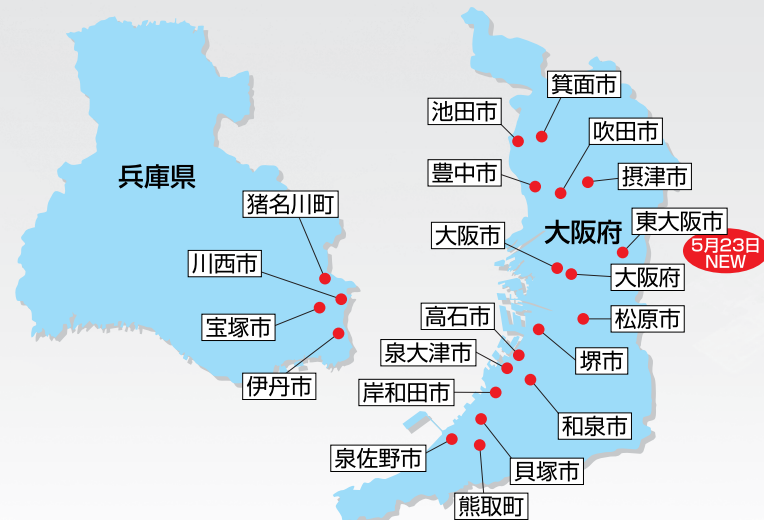 兵庫県
猪名川町
川西市
宝塚市
伊丹市
箕面市
池田市
吹田市
豊中市
摂津市
東大阪市
大阪府
大阪市
5月23日
NEW
大阪府
高石市
松原市
泉大津市
堺市
岸和田市
和泉市
泉佐野市
貝塚市
熊取町